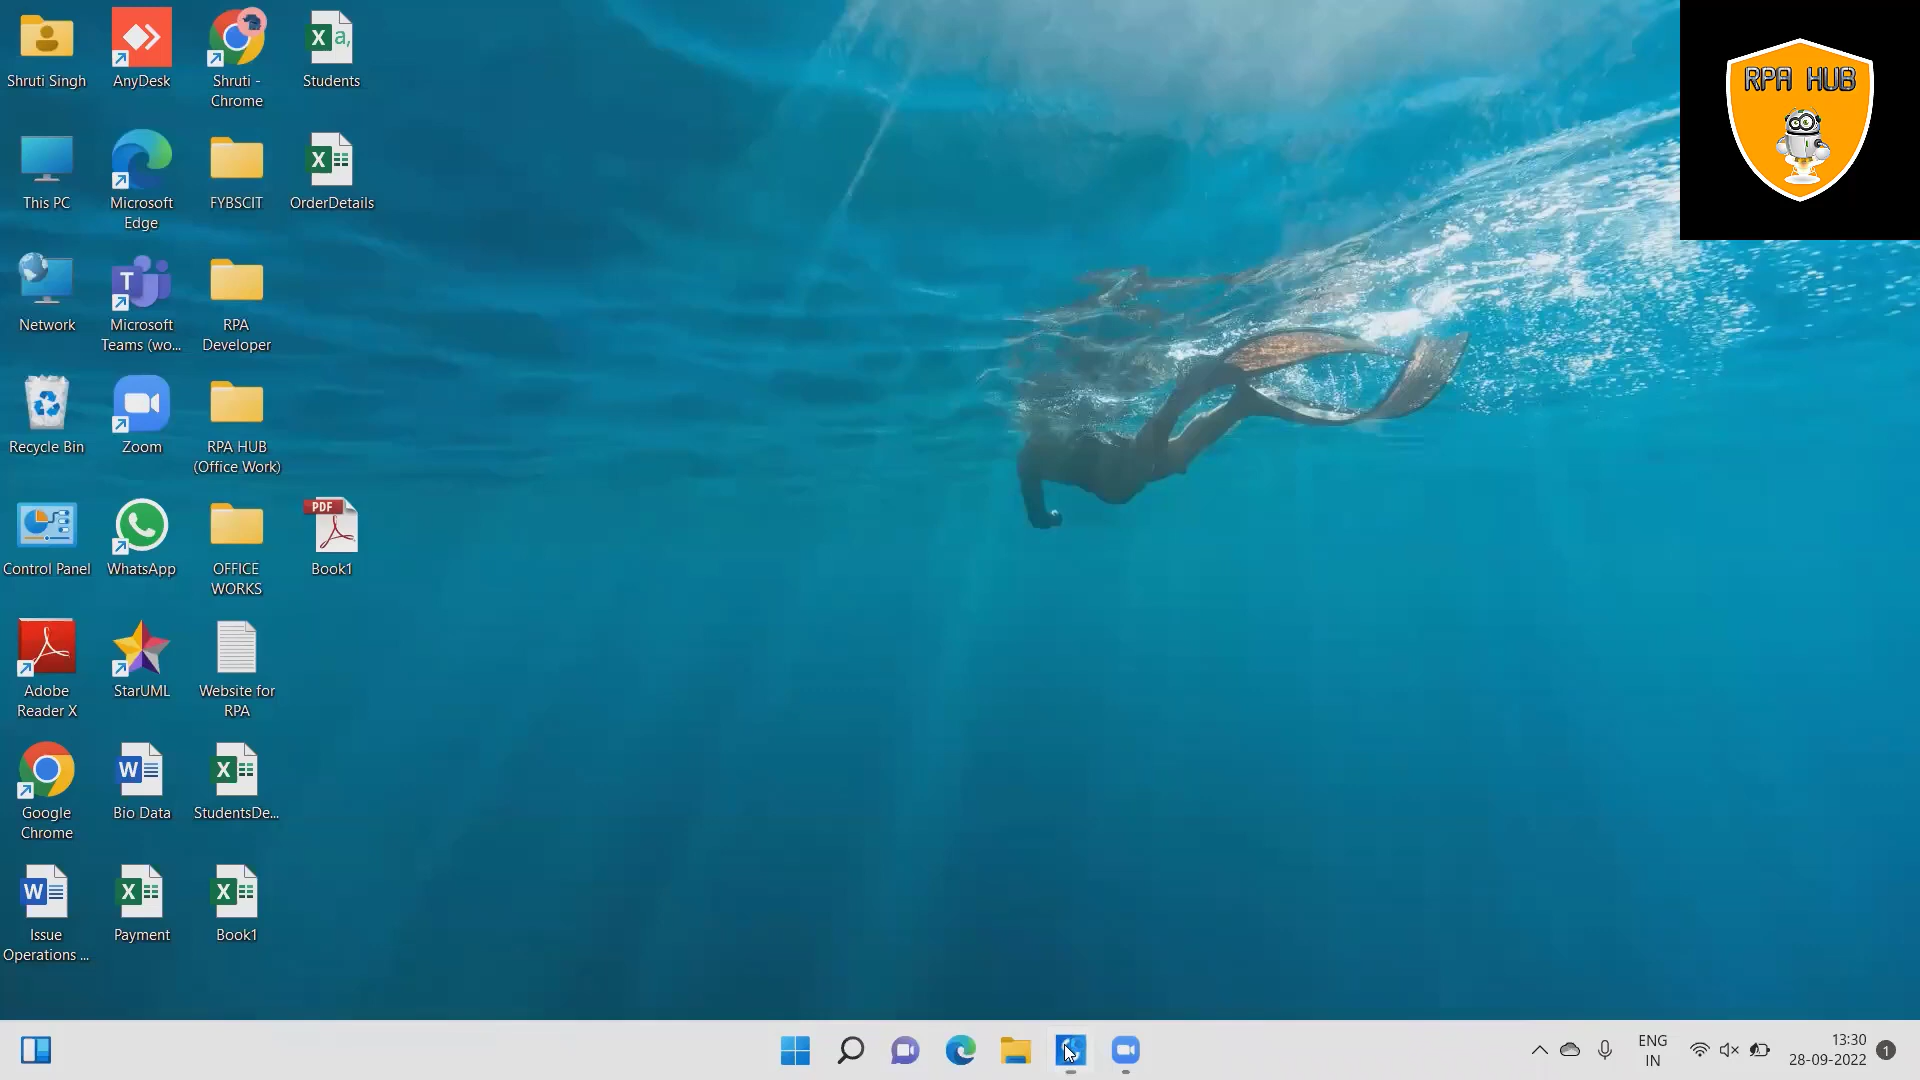 Shruti Singh
AnyDesk
Shruti -
Chrome
Students
This PC
Microsoft
Edge
FYBSCIT
OrderDetails
Network
Microsoft
Teams (wo...
RPA
Developer
Recycle Bin
Zoom
RPA HUB
(Office Work)
Control Panel
WhatsApp
OFFICE
WORKS
PDF
Book1
Adobe
Reader X
StarUML
Website for
RPA
Google
Chrome
Bio Data
StudentsDe...
Issue
Operations ...
Payment
Book1
RPA HUB
ENG
IN
13:30
28-09-2022
1